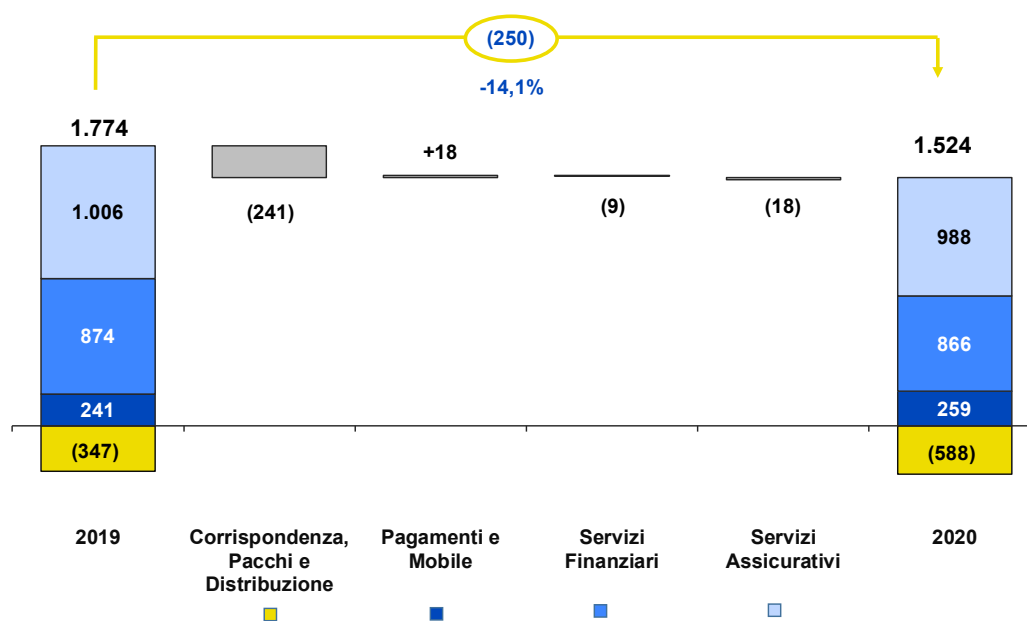 (250)
-14,1%
1.774
+18
1.524
1.006
(241)
(9)
(18)
988
874
866
241
259
(347)
(588)
2019
Corrispondenza,
Pacchi e
Distribuzione
Pagamenti e
Mobile
Servizi
Finanziari
Servizi
Assicurativi
2020